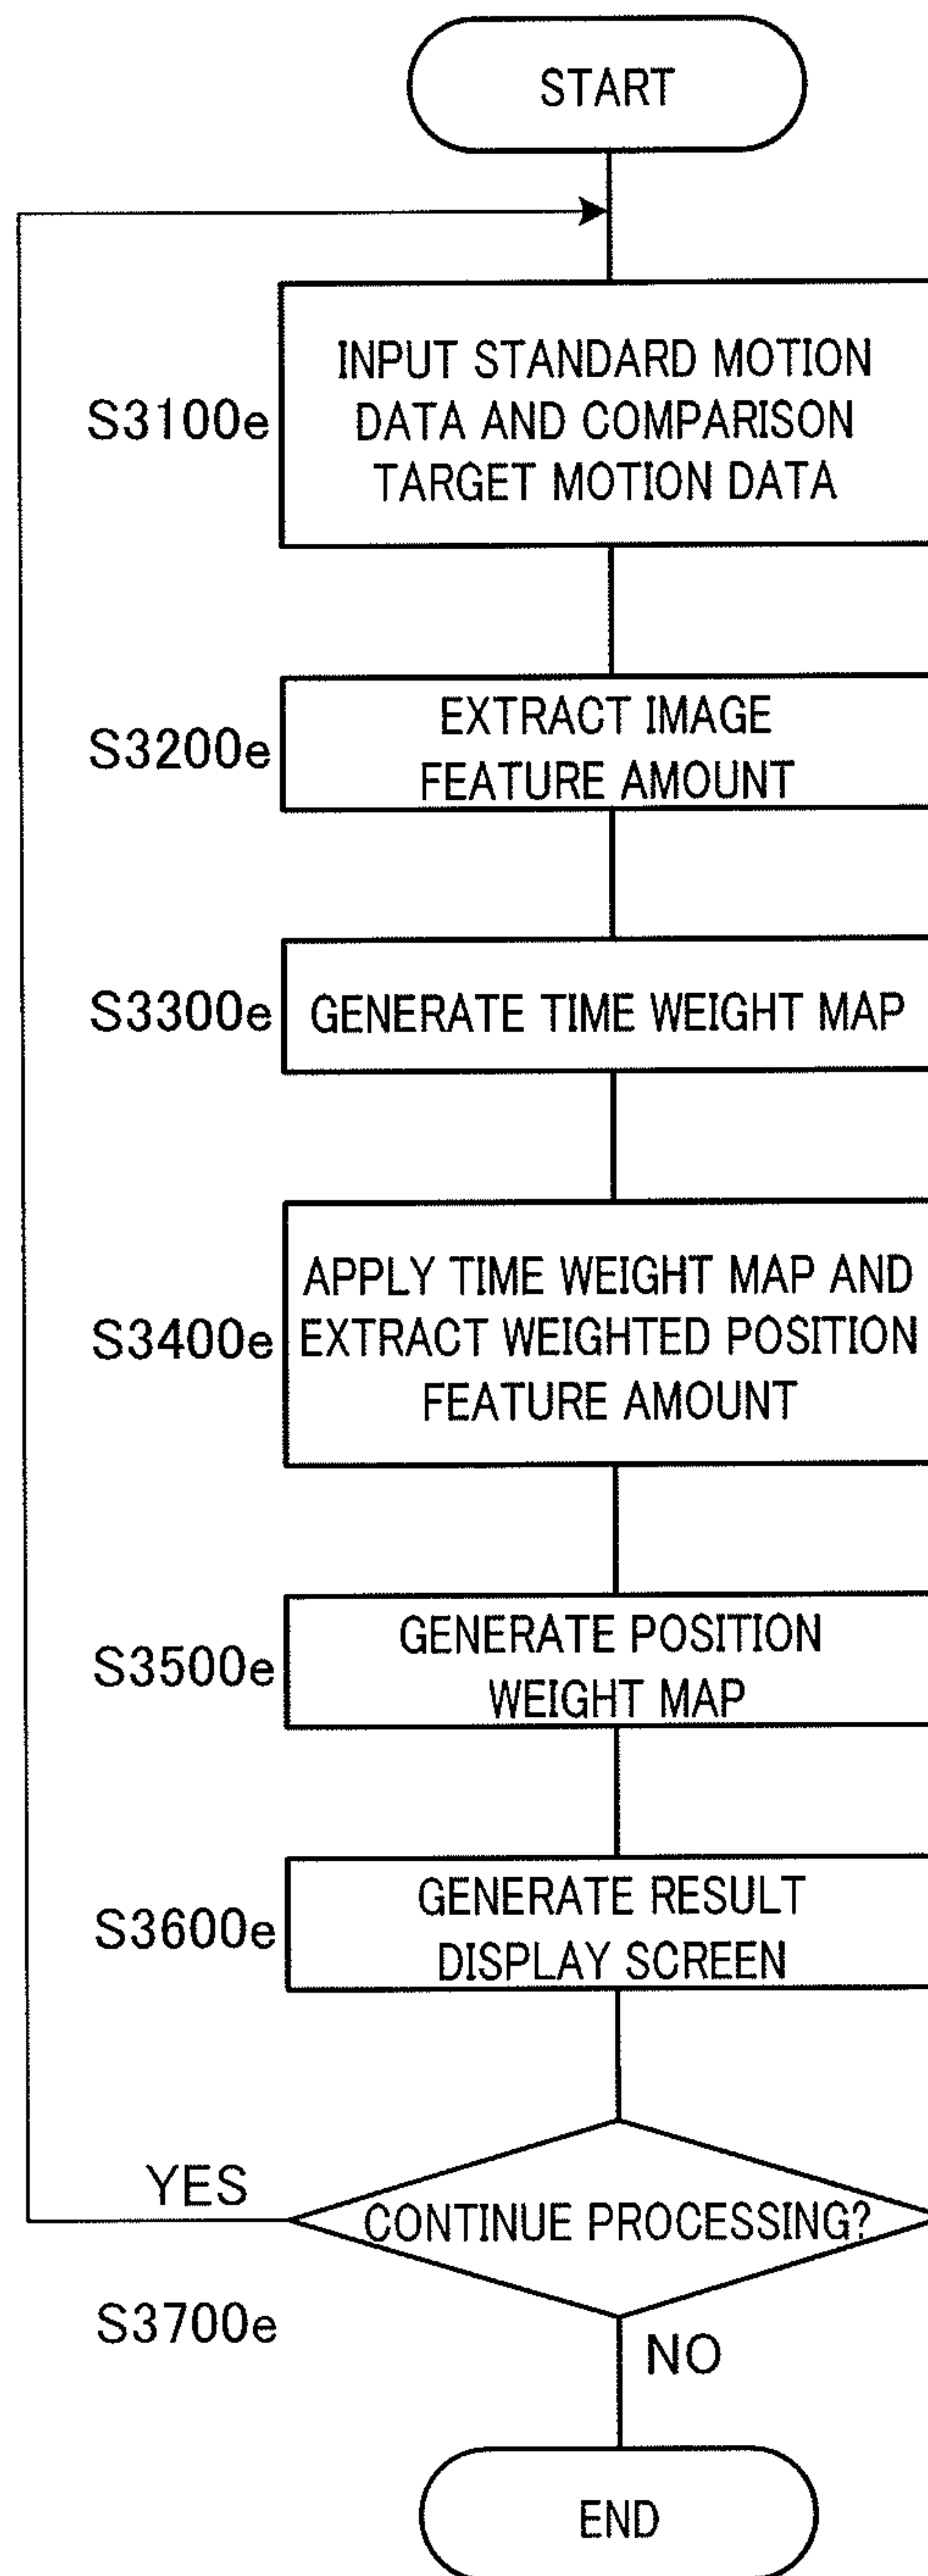 START
S3100e
INPUT STANDARD MOTION
DATA AND COMPARISON
TARGET MOTION DATA
S3200e
EXTRACT IMAGE
FEATURE AMOUNT
S3300e
GENERATE TIME WEIGHT MAP
S3400e
APPLY TIME WEIGHT MAP AND
EXTRACT WEIGHTED POSITION
FEATURE AMOUNT
S3500e
GENERATE POSITION
WEIGHT MAP
S3600e
GENERATE RESULT
DISPLAY SCREEN
YES
CONTINUE PROCESSING?
S3700e
NO
END